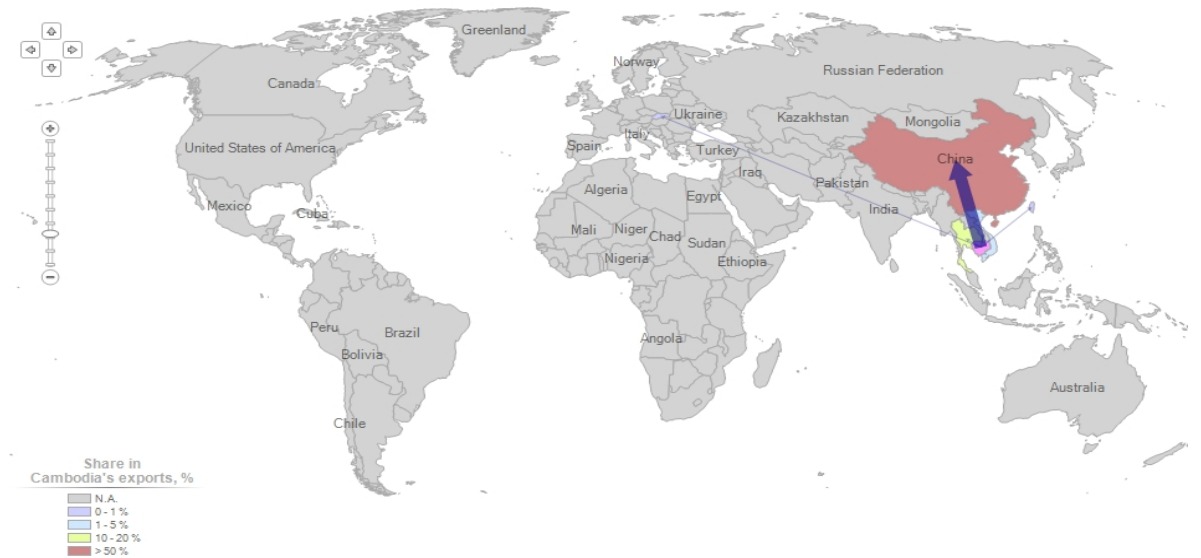 Greenland
Norway
Russian Federation
Canada
Ukraine
Kazakhstan
Mongolia
United States of America
Italy
Spain
Turkey
China
Iraq
Pakistan
Algeria
Egypt
India
Mexico
Cuba
Mali
Niger
Chad
Sudan
Nigeria
Ethiopia
Peru
Brazil
Angola
Bolivia
Australia
Chile
Share in
Cambodia's exports, %
N.A.
0 - 1 %
1 - 5 %
10 - 20 %
> 50 %